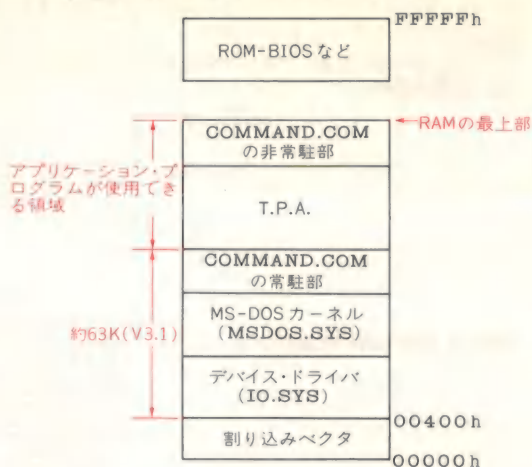 FFFFFh
ROM-BIOSなど
RAMの最上部
COMMAND.COM
の非常駐部
アプリケーション・プ
ログラムが使用でき
る領域
T.P.A.
COMMAND.COM
の常駐部
約63K(V3.1)
MS-DOSカーネル
(MSDOS.SYS)
デバイス・ドライバ
(IO.SYS)
00400h
割り込みベクタ
00000h